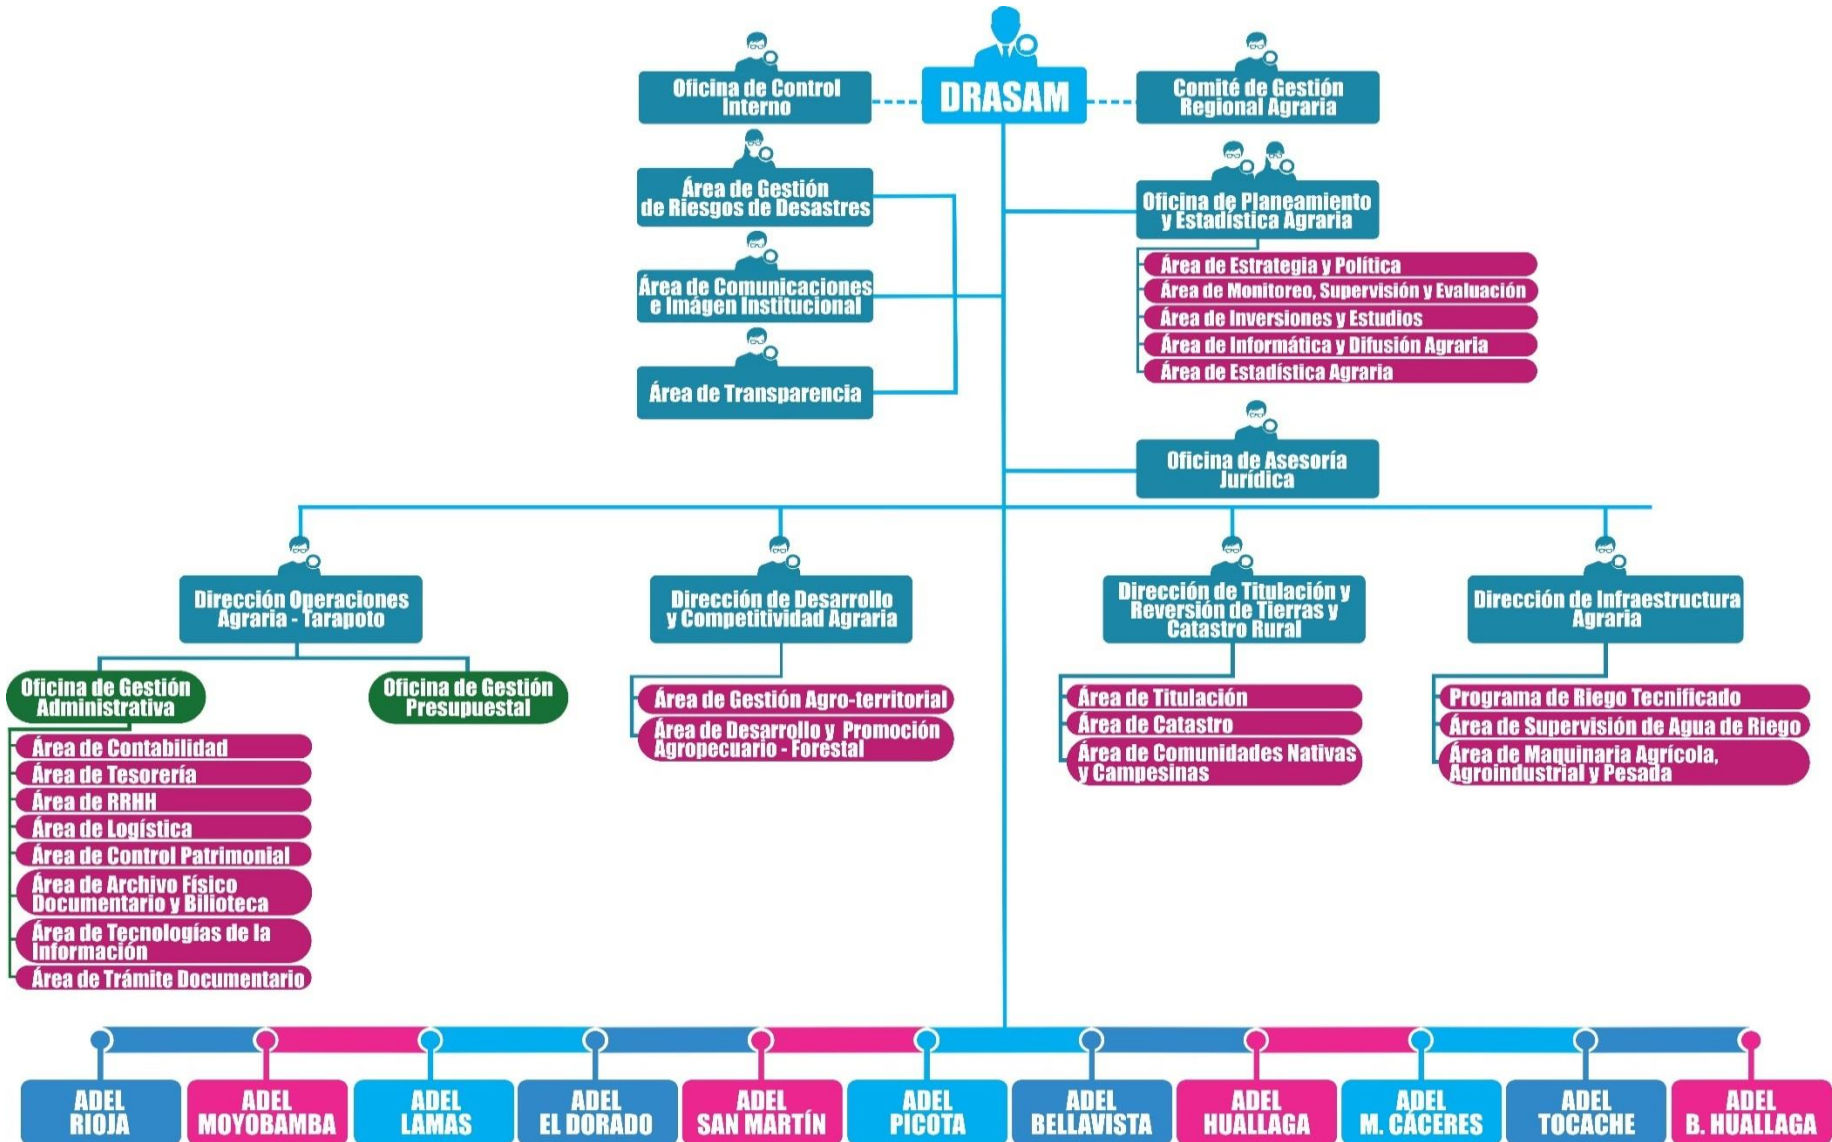 DRASAM
Oficina de Control
Interno
Comité de Gestión
Regional Agraria
Área de Gestión
de Riesgos de Desastres
Área de Comunicaciones
e Imágen Institucional
Área de Transparencia
Oficina de Planeamiento
y Estadística Agraria
Área de Estrategia y Política
Área de Monitoreo, Supervisión y Evaluación
Área de Inversiones y Estudios
Área de Informática y Difusión Agraria
Área de Estadística Agraria
Oficina de Asesoría
Jurídica
Dirección Operaciones
Agraria - Tarapoto
Oficina de Gestión
Administrativa
Área de Contabilidad
Área de Tesorería
Área de RRHH
Área de Logística
Área de Control Patrimonial
Área de Archivo Físico
Documentario y Bilioteca
Área de Tecnologías de la
Información
Área de Trámite Documentario
Oficina de Gestión
Presupuestal
Dirección de Desarrollo
y Competitividad Agraria
Área de Gestión Agro-territorial
Área de Desarrollo y Promoción
Agropecuario - Forestal
Dirección de Titulación y
Reversión de Tierras y
Catastro Rural
Área de Titulación
Área de Catastro
Área de Comunidades Nativas
y Campesinas
Dirección de Infraestructura
Agraria
Programa de Riego Tecnificado
Área de Supervisión de Agua de Riego
Área de Maquinaria Agrícola,
Agroindustrial y Pesada
ADEL
RIOJA
ADEL
MOYOBAMBA
ADEL
LAMAS
ADEL
EL DORADO
ADEL
SAN MARTÍN
ADEL
PICOTA
ADEL
BELLAVISTA
ADEL
HUALLAGA
ADEL
M. CÁCERES
ADEL
TOCACHE
ADEL
B. HUALLAGA